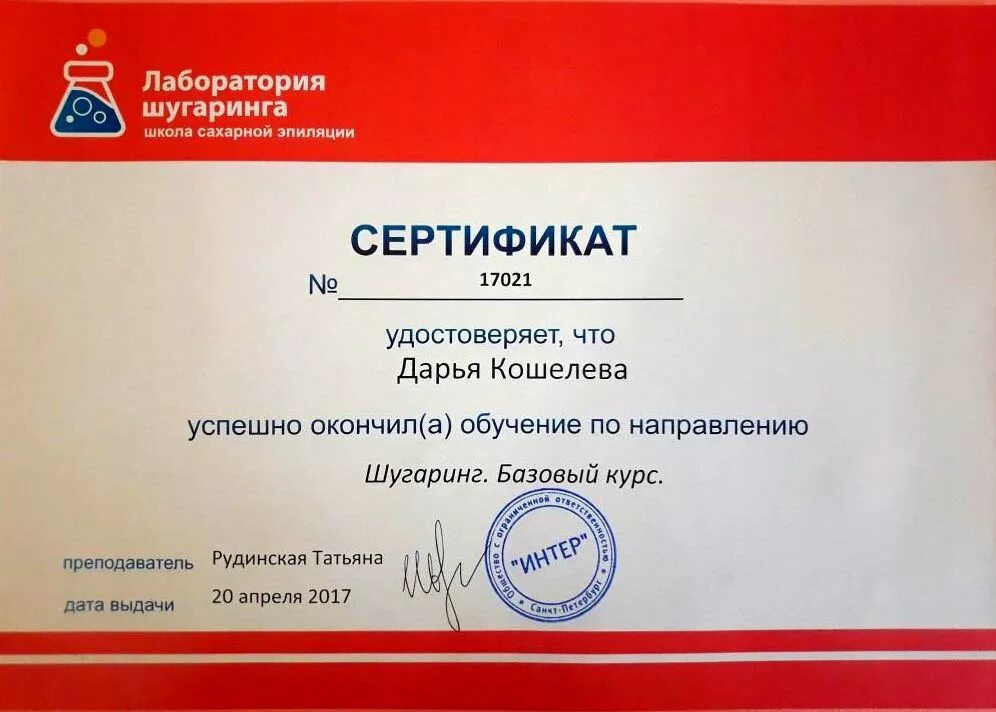 Лаборатория
шугаринга
школа сахарной эпиляции
СЕРТИФИКАТ
№ 17021
удостоверяет, что
Дарья Кошелева
успешно окончил(а) обучение по направлению
Шугаринг. Базовый курс.
преподаватель Рудинская Татьяна
дата выдачи 20 апреля 2017
Общество с ограниченной ответственностью
"ИНТЕР"
* Санкт-Петербург *